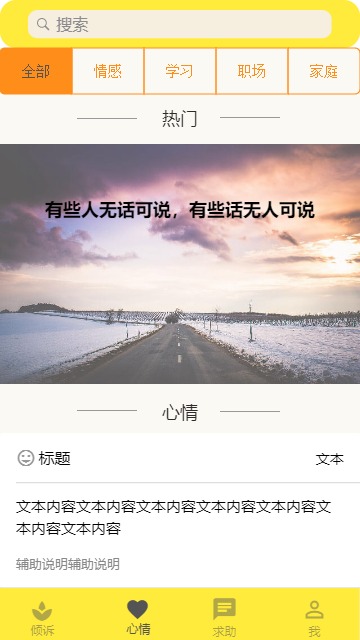 搜索
全部 情感 学习 职场 家庭
热门
有些人无话可说，有些话无人可说
心情
标题 文本
文本内容文本内容文本内容文本内容文本内容文
本内容文本内容
辅助说明辅助说明
倾诉 心情 求助 我